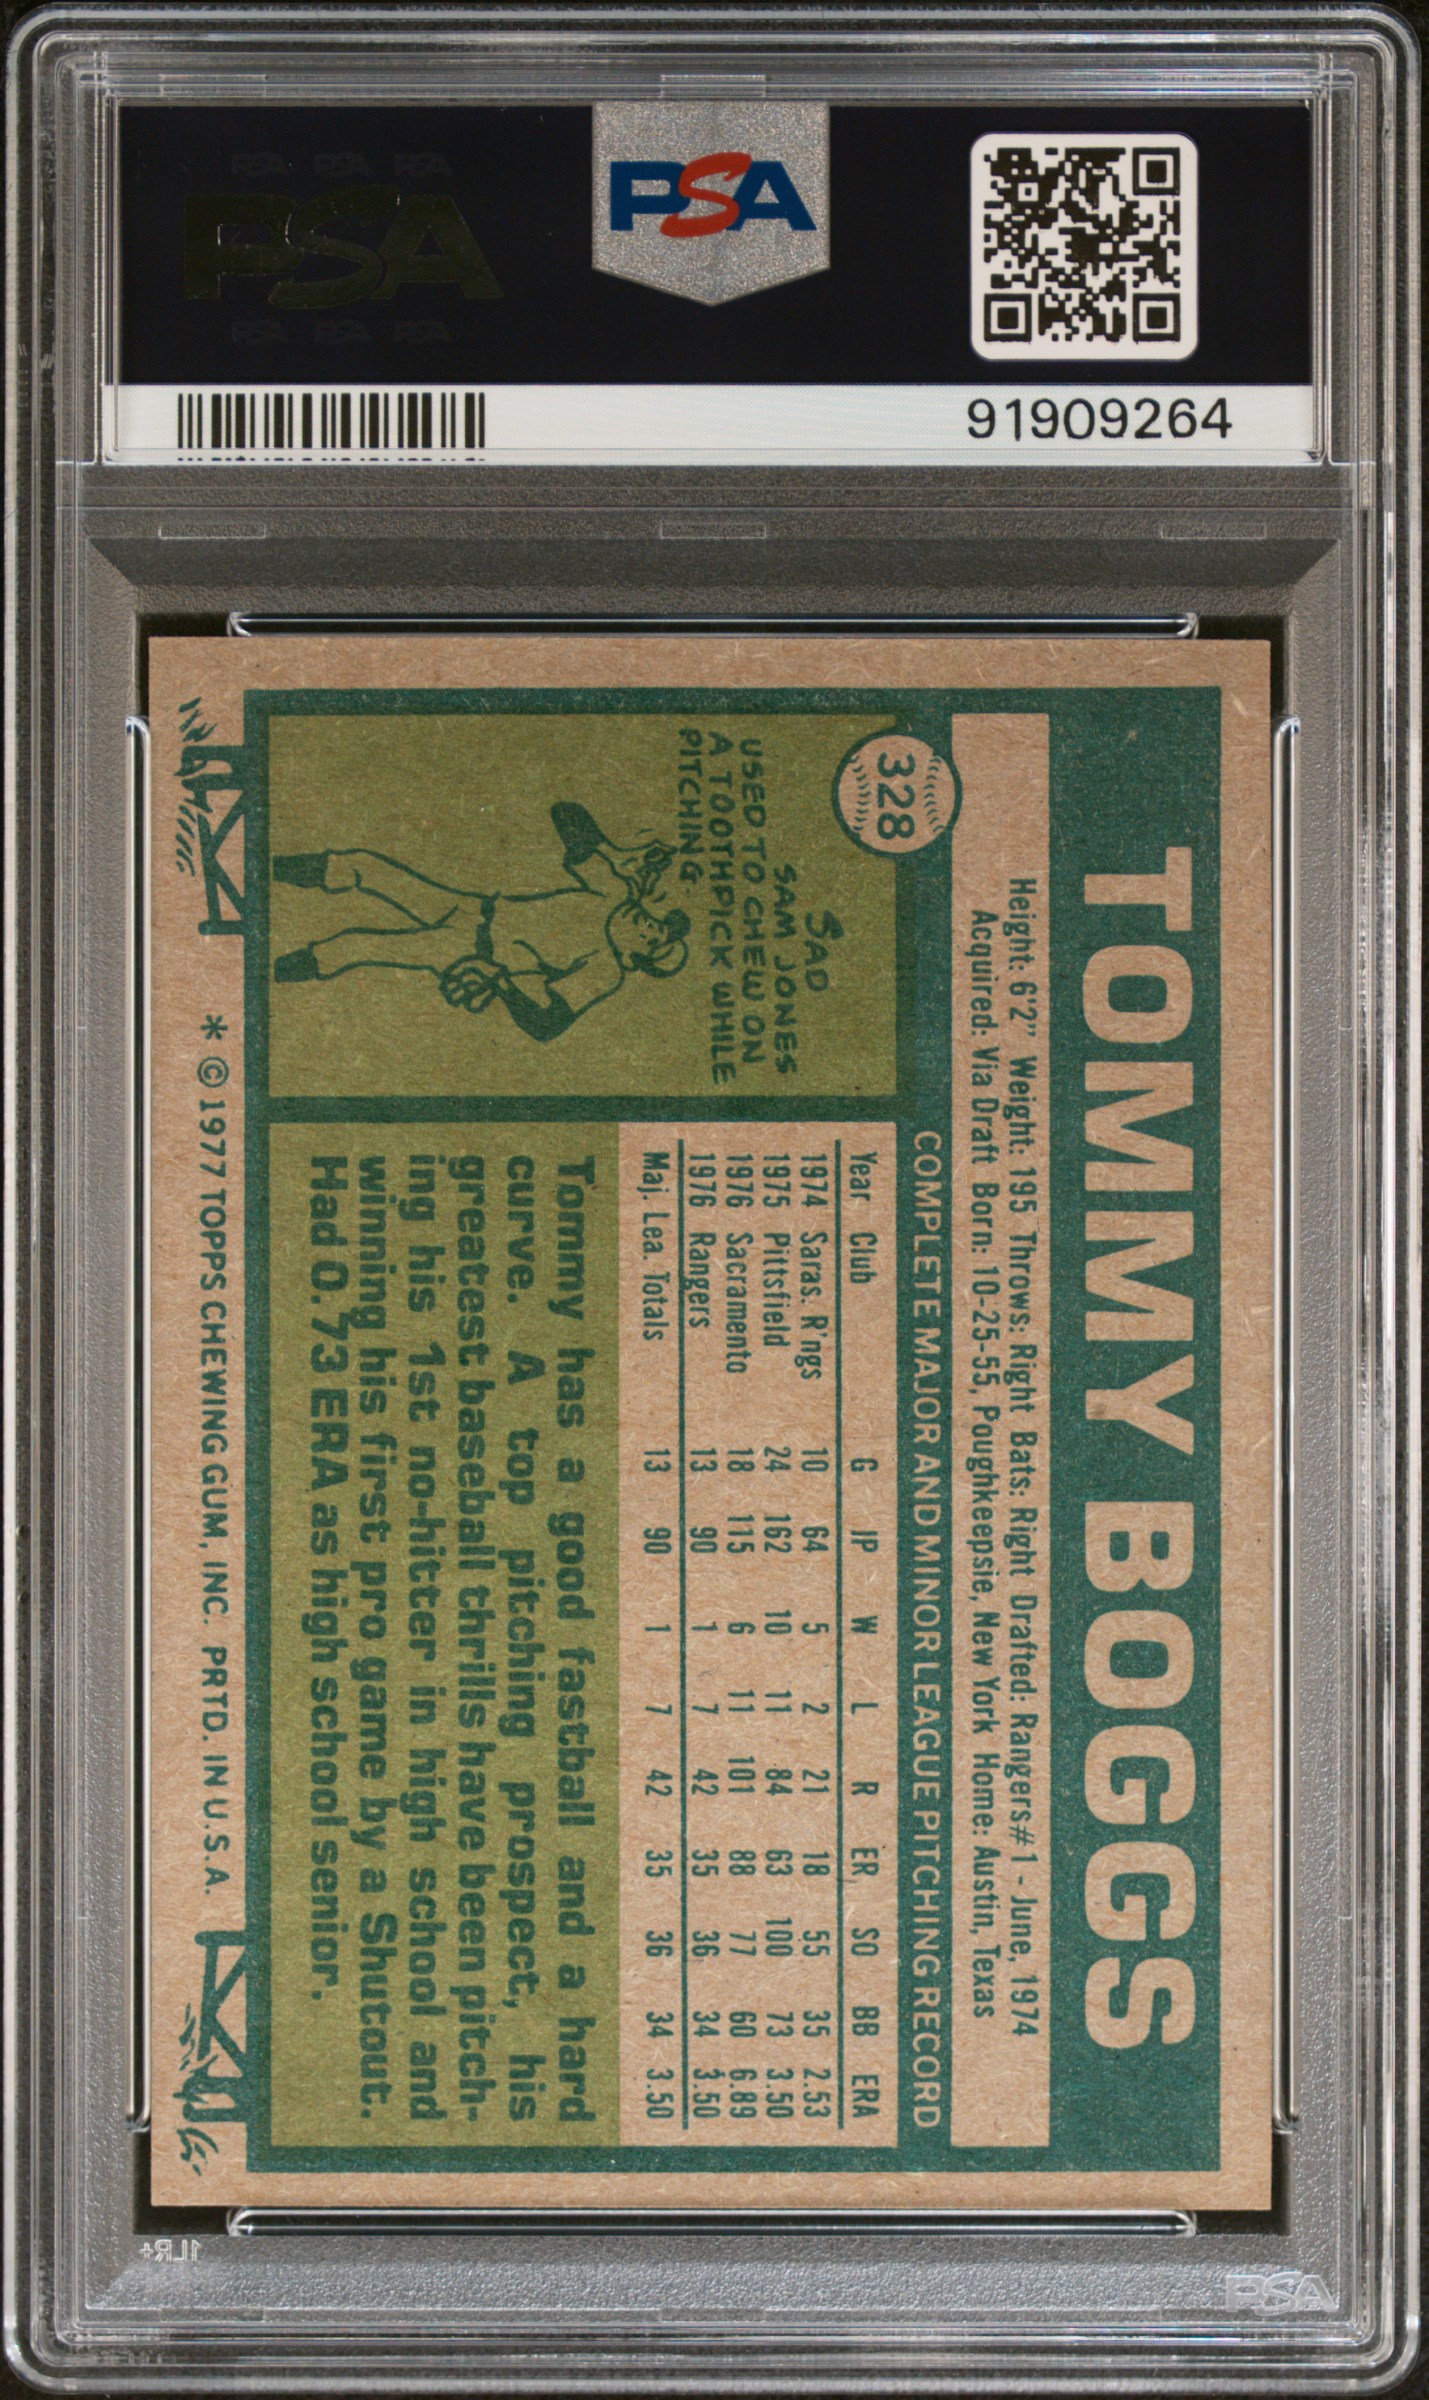 PSA PSA PSA
PSA
PSA PSA PSA
PSA
91909264
TOMMY BOGGS
Height: 6'2" Weight: 195 Throws: Right Bats: Right Drafted: Rangers#1 - June, 1974
Acquired: Via Draft Born: 10-25-55, Poughkeepsie, New York Home: Austin, Texas
328
COMPLETE MAJOR AND MINOR LEAGUE PITCHING RECORD
SAD
SAM JONES
USED TO CHEW ON
A TOOTHPICK WHILE
PITCHING.
Year Club G IP W L R ER SO BB ERA
1974 Saras. R'ngs 10 64 5 2 21 18 55 35 2.53
1975 Pittsfield 24 162 10 11 84 63 100 73 3.50
1976 Sacramento 18 115 6 11 101 88 77 60 6.89
1976 Rangers 13 90 1 7 42 35 36 34 3.50
Maj. Lea. Totals 13 90 1 7 42 35 36 34 3.50
Tommy has a good fastball and a hard
curve. A top pitching prospect, his
greatest baseball thrills have been pitch-
ing his 1st no-hitter in high school and
winning his first pro game by a Shutout.
Had 0.73 ERA as high school senior.
* © 1977 TOPPS CHEWING GUM, INC. PRTD. IN U.S.A.
1LR+
PSA